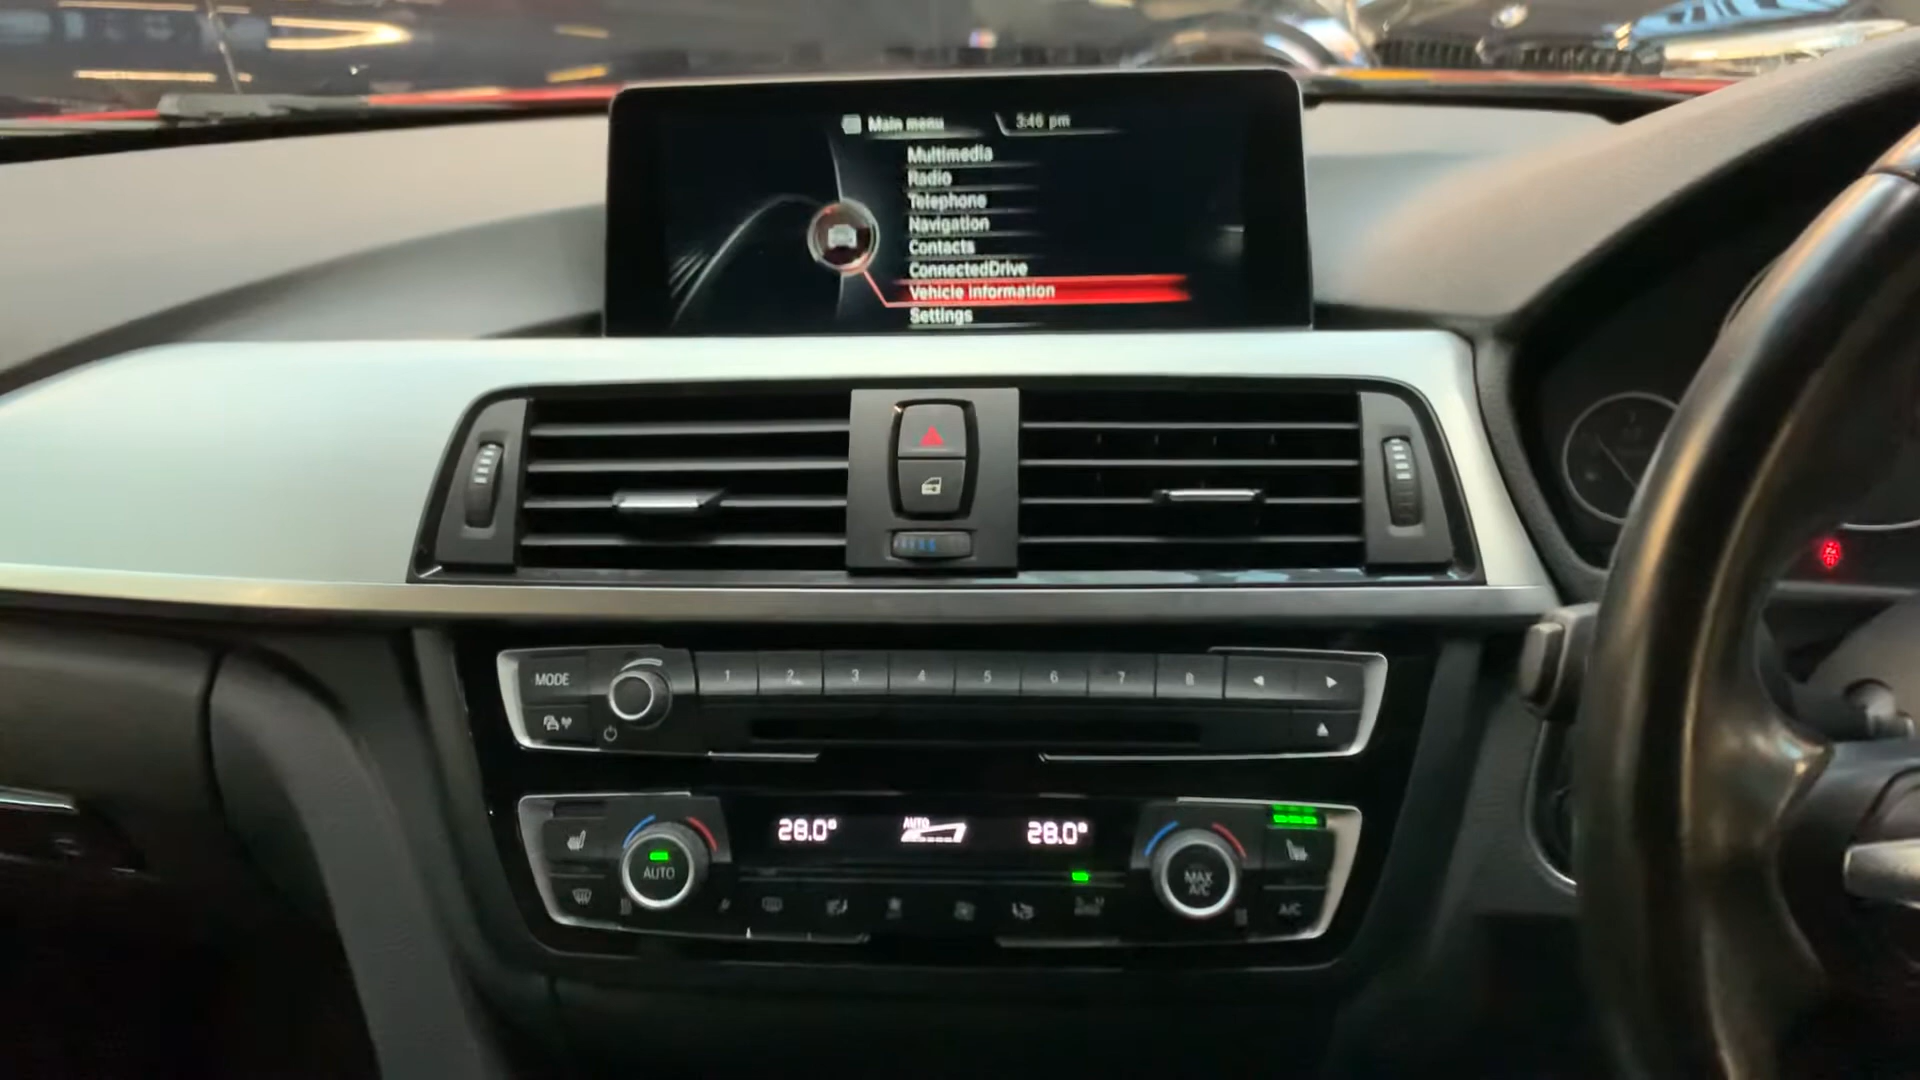 Main menu 3:46 pm
Multimedia
Radio
Telephone
Navigation
Contacts
ConnectedDrive
Vehicle information
Settings
MODE 1 2 3 4 5 6 7 8
28.0° AUTO 28.0°
AUTO
MAX
A/C
A/C